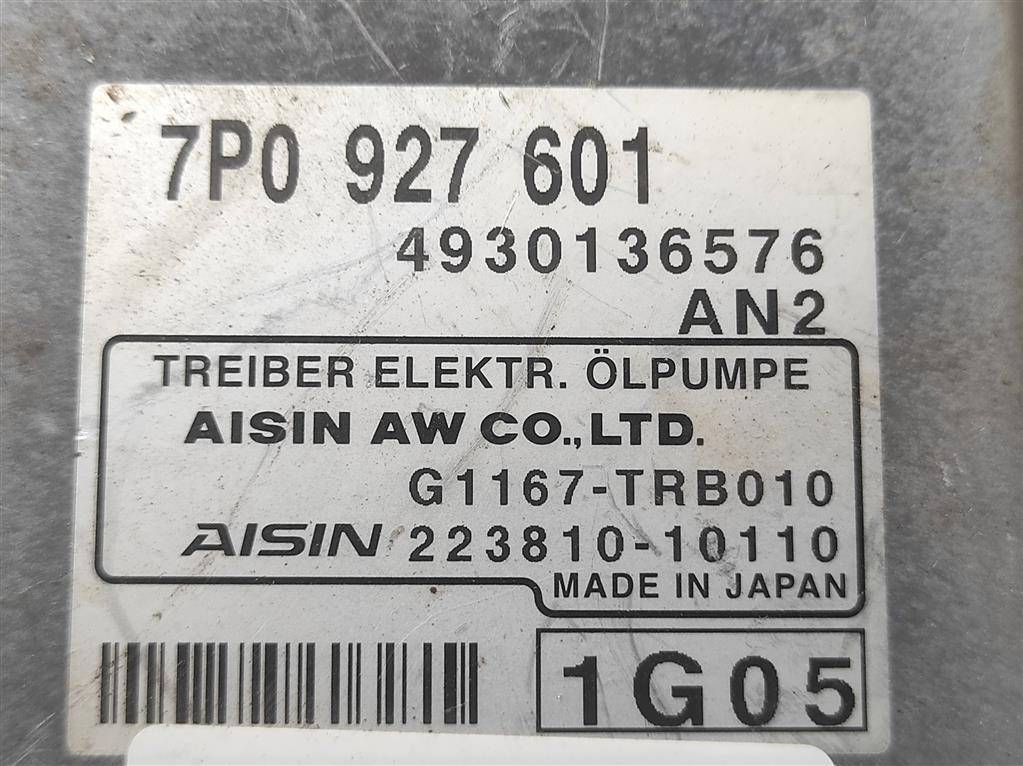 7P0 927 601
4930136576
AN2
TREIBER ELEKTR. ÖLPUMPE
AISIN AW CO.,LTD.
G1167-TRB010
AISIN 223810-10110
MADE IN JAPAN
1G05